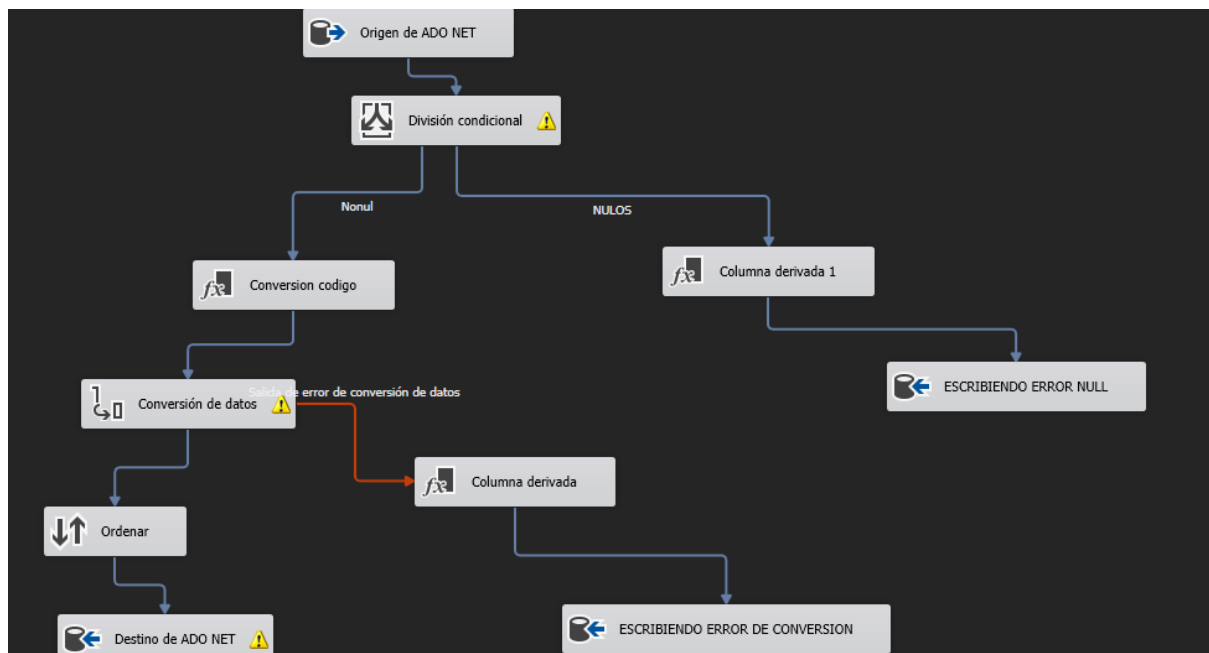 Origen de ADO NET
División condicional
Nonul
NULOS
Conversion codigo
Columna derivada 1
Salida de error de conversión de datos
Conversión de datos
ESCRIBIENDO ERROR NULL
Columna derivada
Ordenar
Destino de ADO NET
ESCRIBIENDO ERROR DE CONVERSION